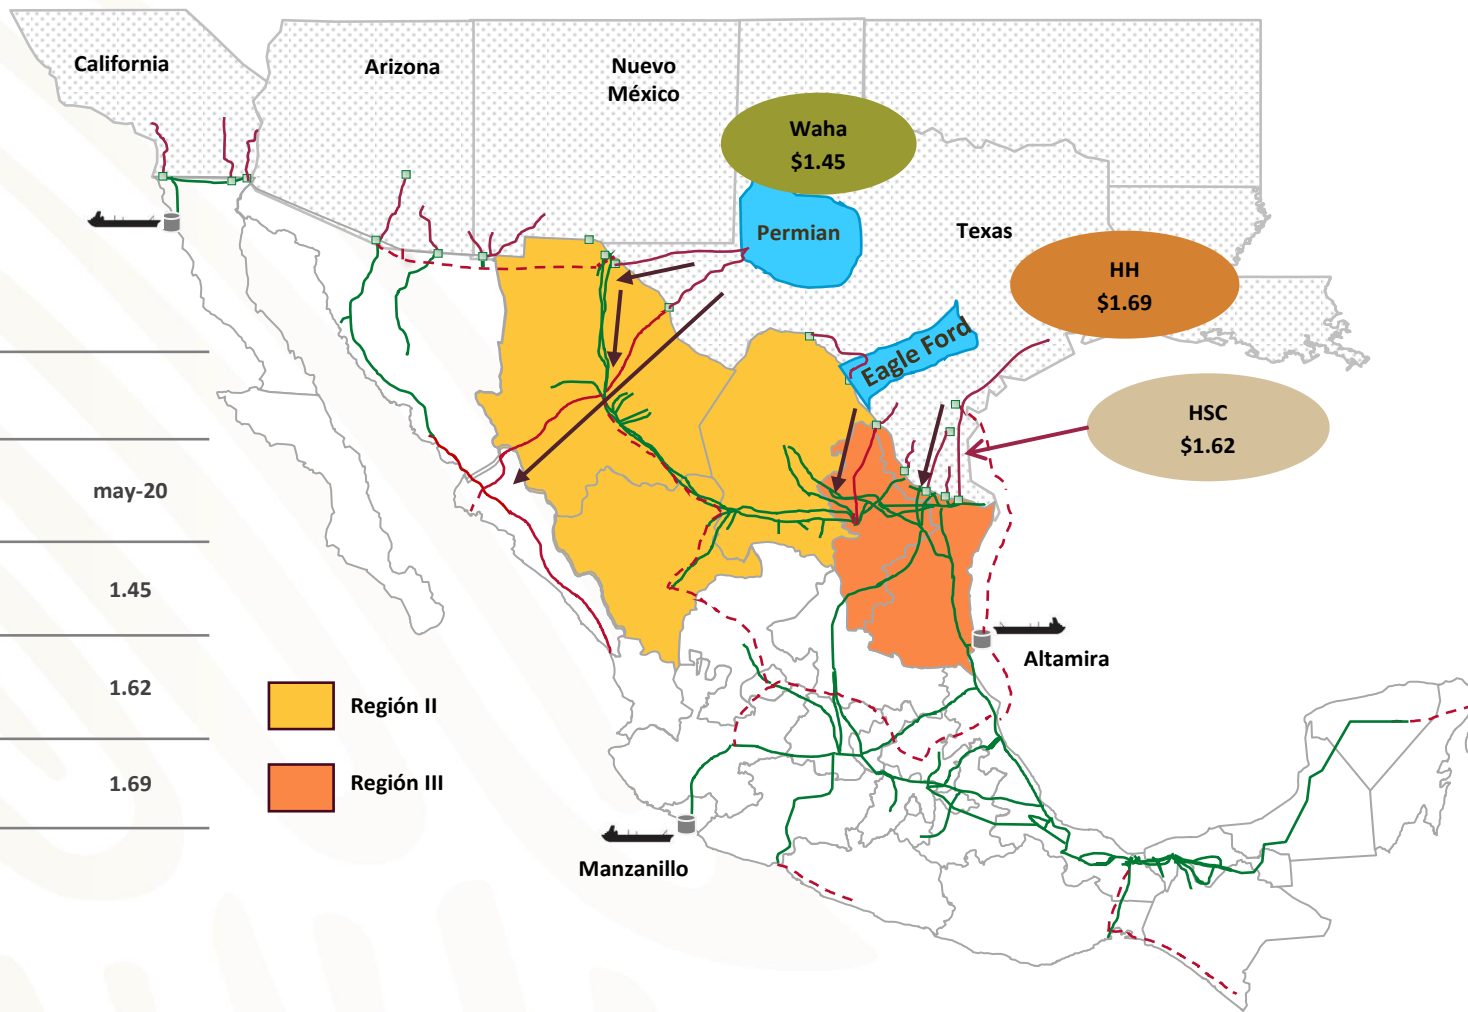 California
Arizona
Nuevo
México
Waha
$1.45
Permian
Texas
HH
$1.69
Eagle Ford
HSC
$1.62
may-20
1.45
1.62
1.69
Región II
Región III
Altamira
Manzanillo